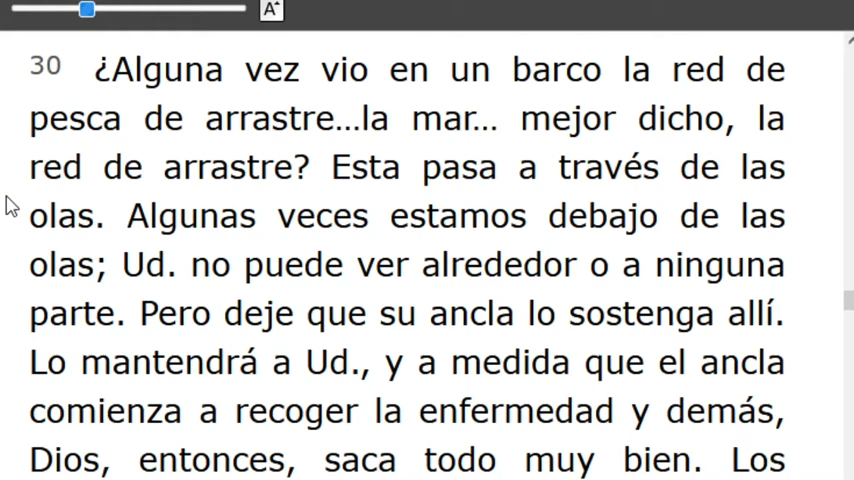 A
30 ¿Alguna vez vio en un barco la red de
pesca de arrastre...la mar... mejor dicho, la
red de arrastre? Esta pasa a través de las
olas. Algunas veces estamos debajo de las
olas; Ud. no puede ver alrededor o a ninguna
parte. Pero deje que su ancla lo sostenga allí.
Lo mantendrá a Ud., y a medida que el ancla
comienza a recoger la enfermedad y demás,
Dios, entonces, saca todo muy bien. Los